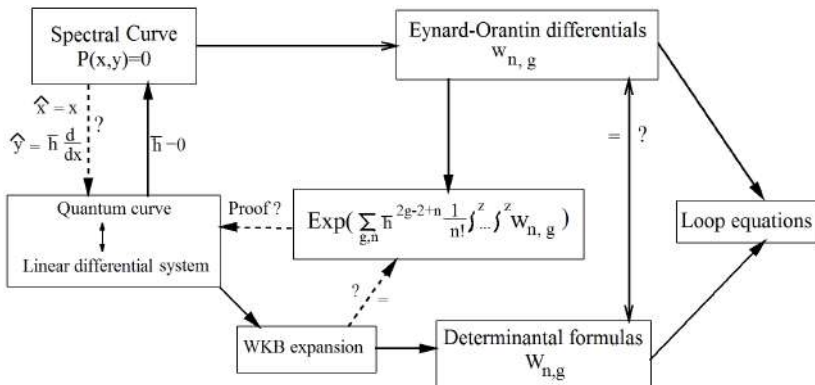 Spectral Curve
P(x,y)=0
Eynard-Orantin differentials
w_{n, g}
x̂ = x
?
ŷ = ħ d/dx
ħ=0
= ?
Quantum curve
Linear differential system
Proof ?
Exp( ∑_{g,n} ħ^{2g-2+n} 1/n! ∫^z ... ∫^z w_{n, g} )
Loop equations
? =
WKB expansion
Determinantal formulas
W_{n,g}